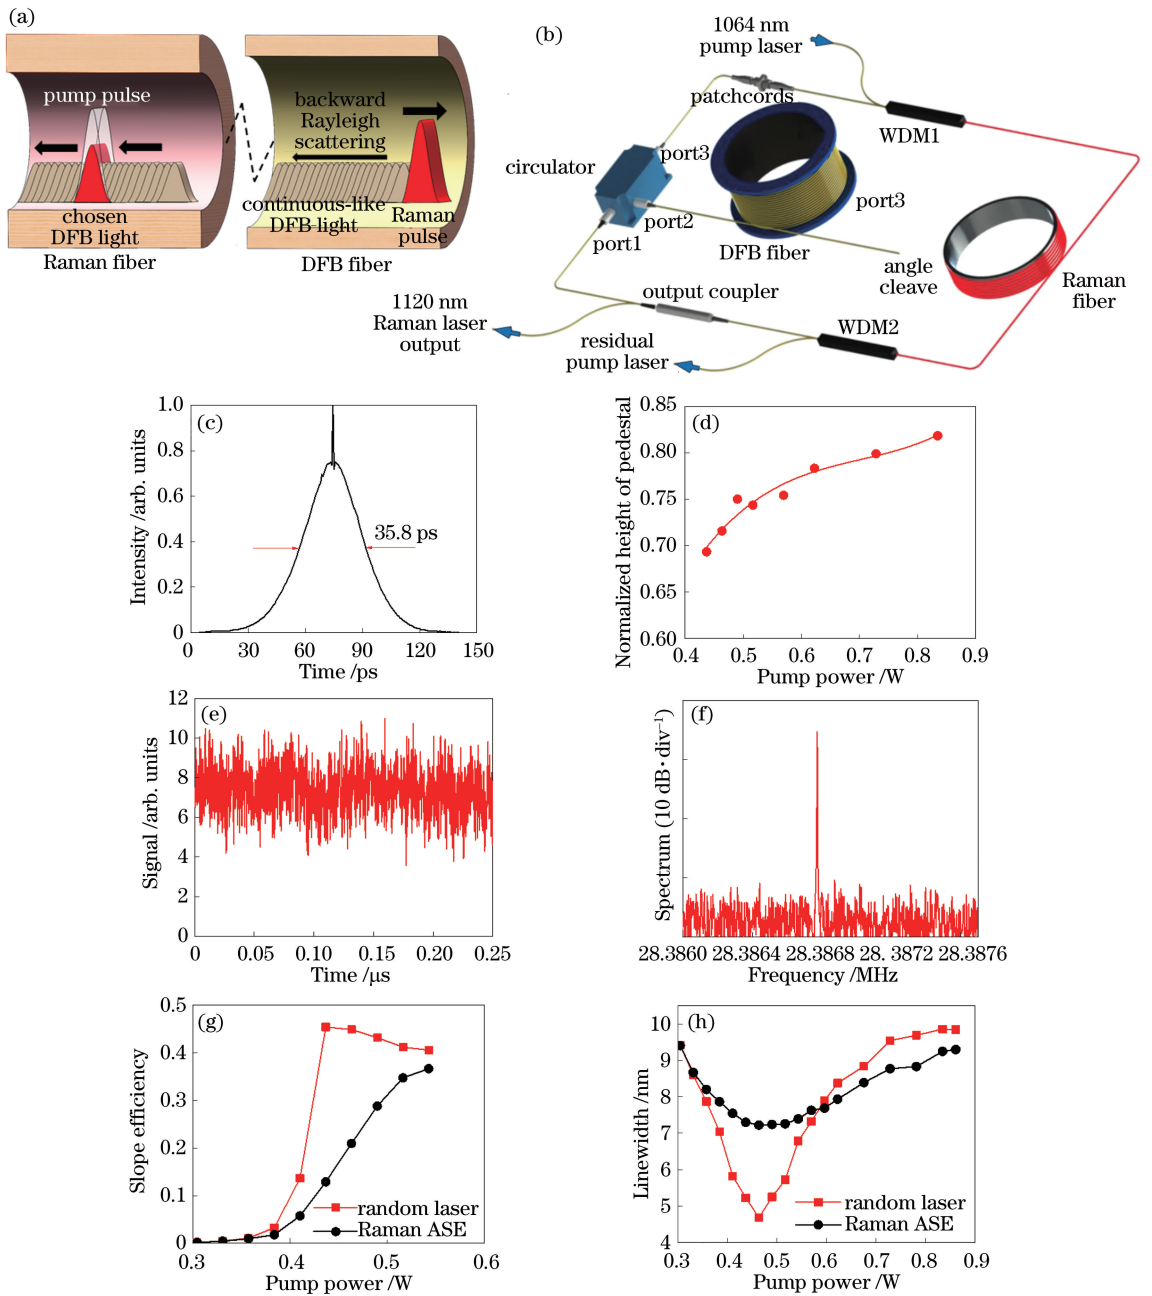 (a)
pump pulse
chosen
DFB light
Raman fiber
backward
Rayleigh
scattering
continuous-like
DFB light
Raman
pulse
DFB fiber
(b)
1064 nm
pump laser
patchcords
WDM1
circulator
port3
port2
port1
port3
DFB fiber
angle
cleave
Raman
fiber
output coupler
1120 nm
Raman laser
output
residual
pump laser
WDM2
(c)
Intensity /arb. units
1.0
0.8
0.6
0.4
0.2
0
35.8 ps
0 30 60 90 120 150
Time /ps
(d)
Normalized height of pedestal
0.85
0.80
0.75
0.70
0.65
0.60
0.4 0.5 0.6 0.7 0.8 0.9
Pump power /W
(e)
Signal /arb. units
12
10
8
6
4
2
0
0 0.05 0.10 0.15 0.20 0.25
Time /μs
(f)
Spectrum (10 dB·div⁻¹)
28.3860 28.3864 28.3868 28. 3872 28.3876
Frequency /MHz
(g)
Slope efficiency
0.5
0.4
0.3
0.2
0.1
0
random laser
Raman ASE
0.3 0.4 0.5 0.6
Pump power /W
(h)
Linewidth /nm
10
9
8
7
6
5
4
random laser
Raman ASE
0.3 0.4 0.5 0.6 0.7 0.8 0.9
Pump power /W